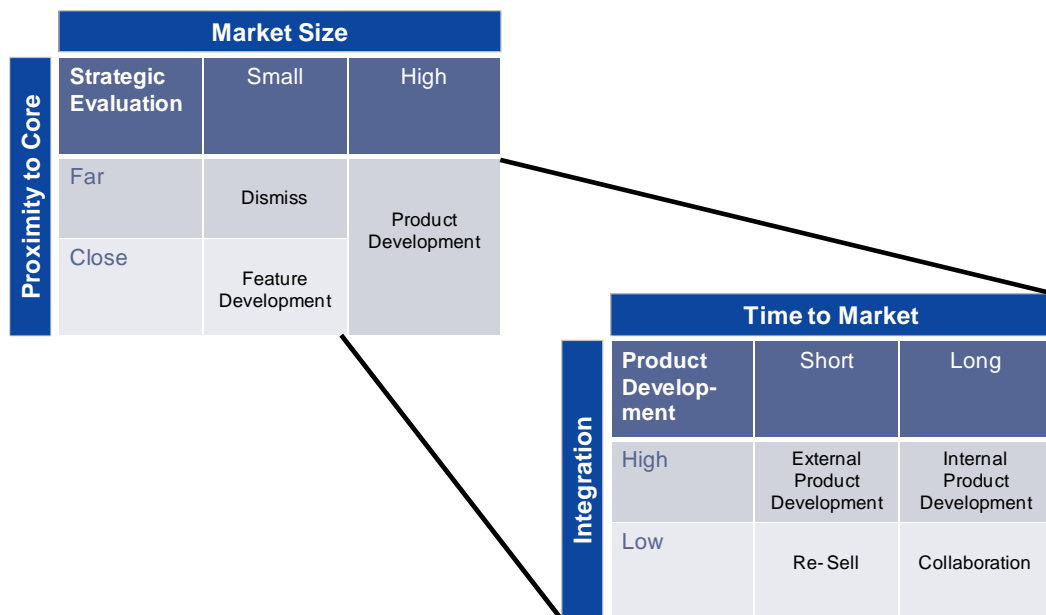 Market Size
Proximity to Core
Strategic
Evaluation
Small
High
Far
Dismiss
Product
Development
Close
Feature
Development
Time to Market
Integration
Product
Develop-
ment
Short
Long
High
External
Product
Development
Internal
Product
Development
Low
Re- Sell
Collaboration